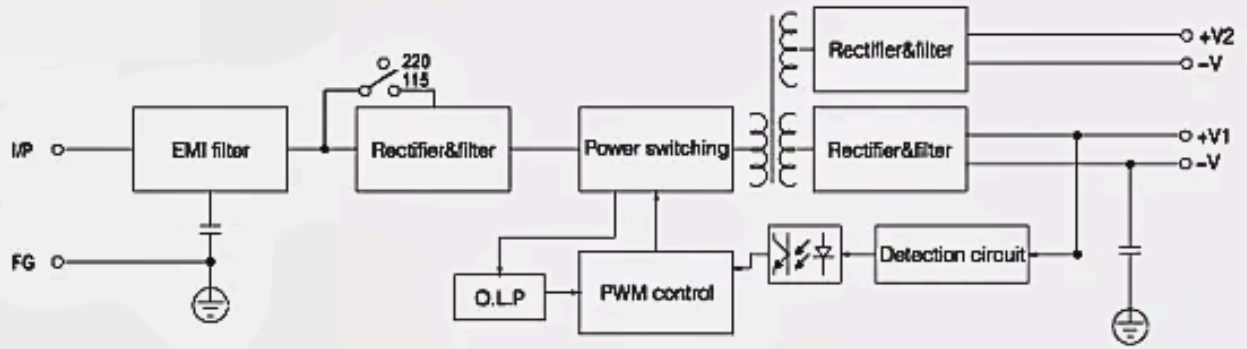 Rectifier&filter
+V2
-V
220
115
I/P
EMI filter
Rectifier&filter
Power switching
Rectifier&filter
+V1
-V
FG
O.L.P
PWM control
Detection circuit